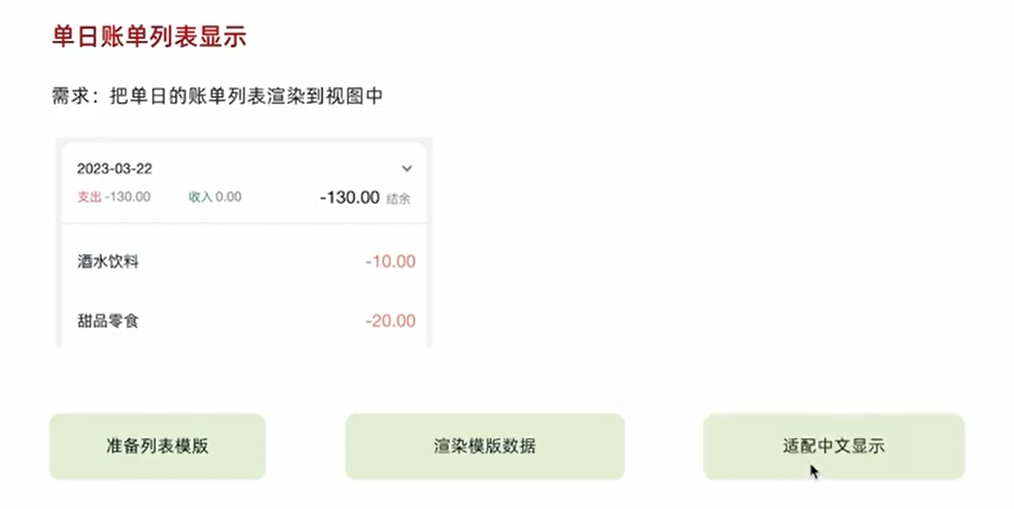 单日账单列表显示
需求：把单日的账单列表渲染到视图中
2023-03-22
支出 -130.00 收入 0.00 -130.00 结余
酒水饮料 -10.00
甜品零食 -20.00
准备列表模版 渲染模版数据 适配中文显示